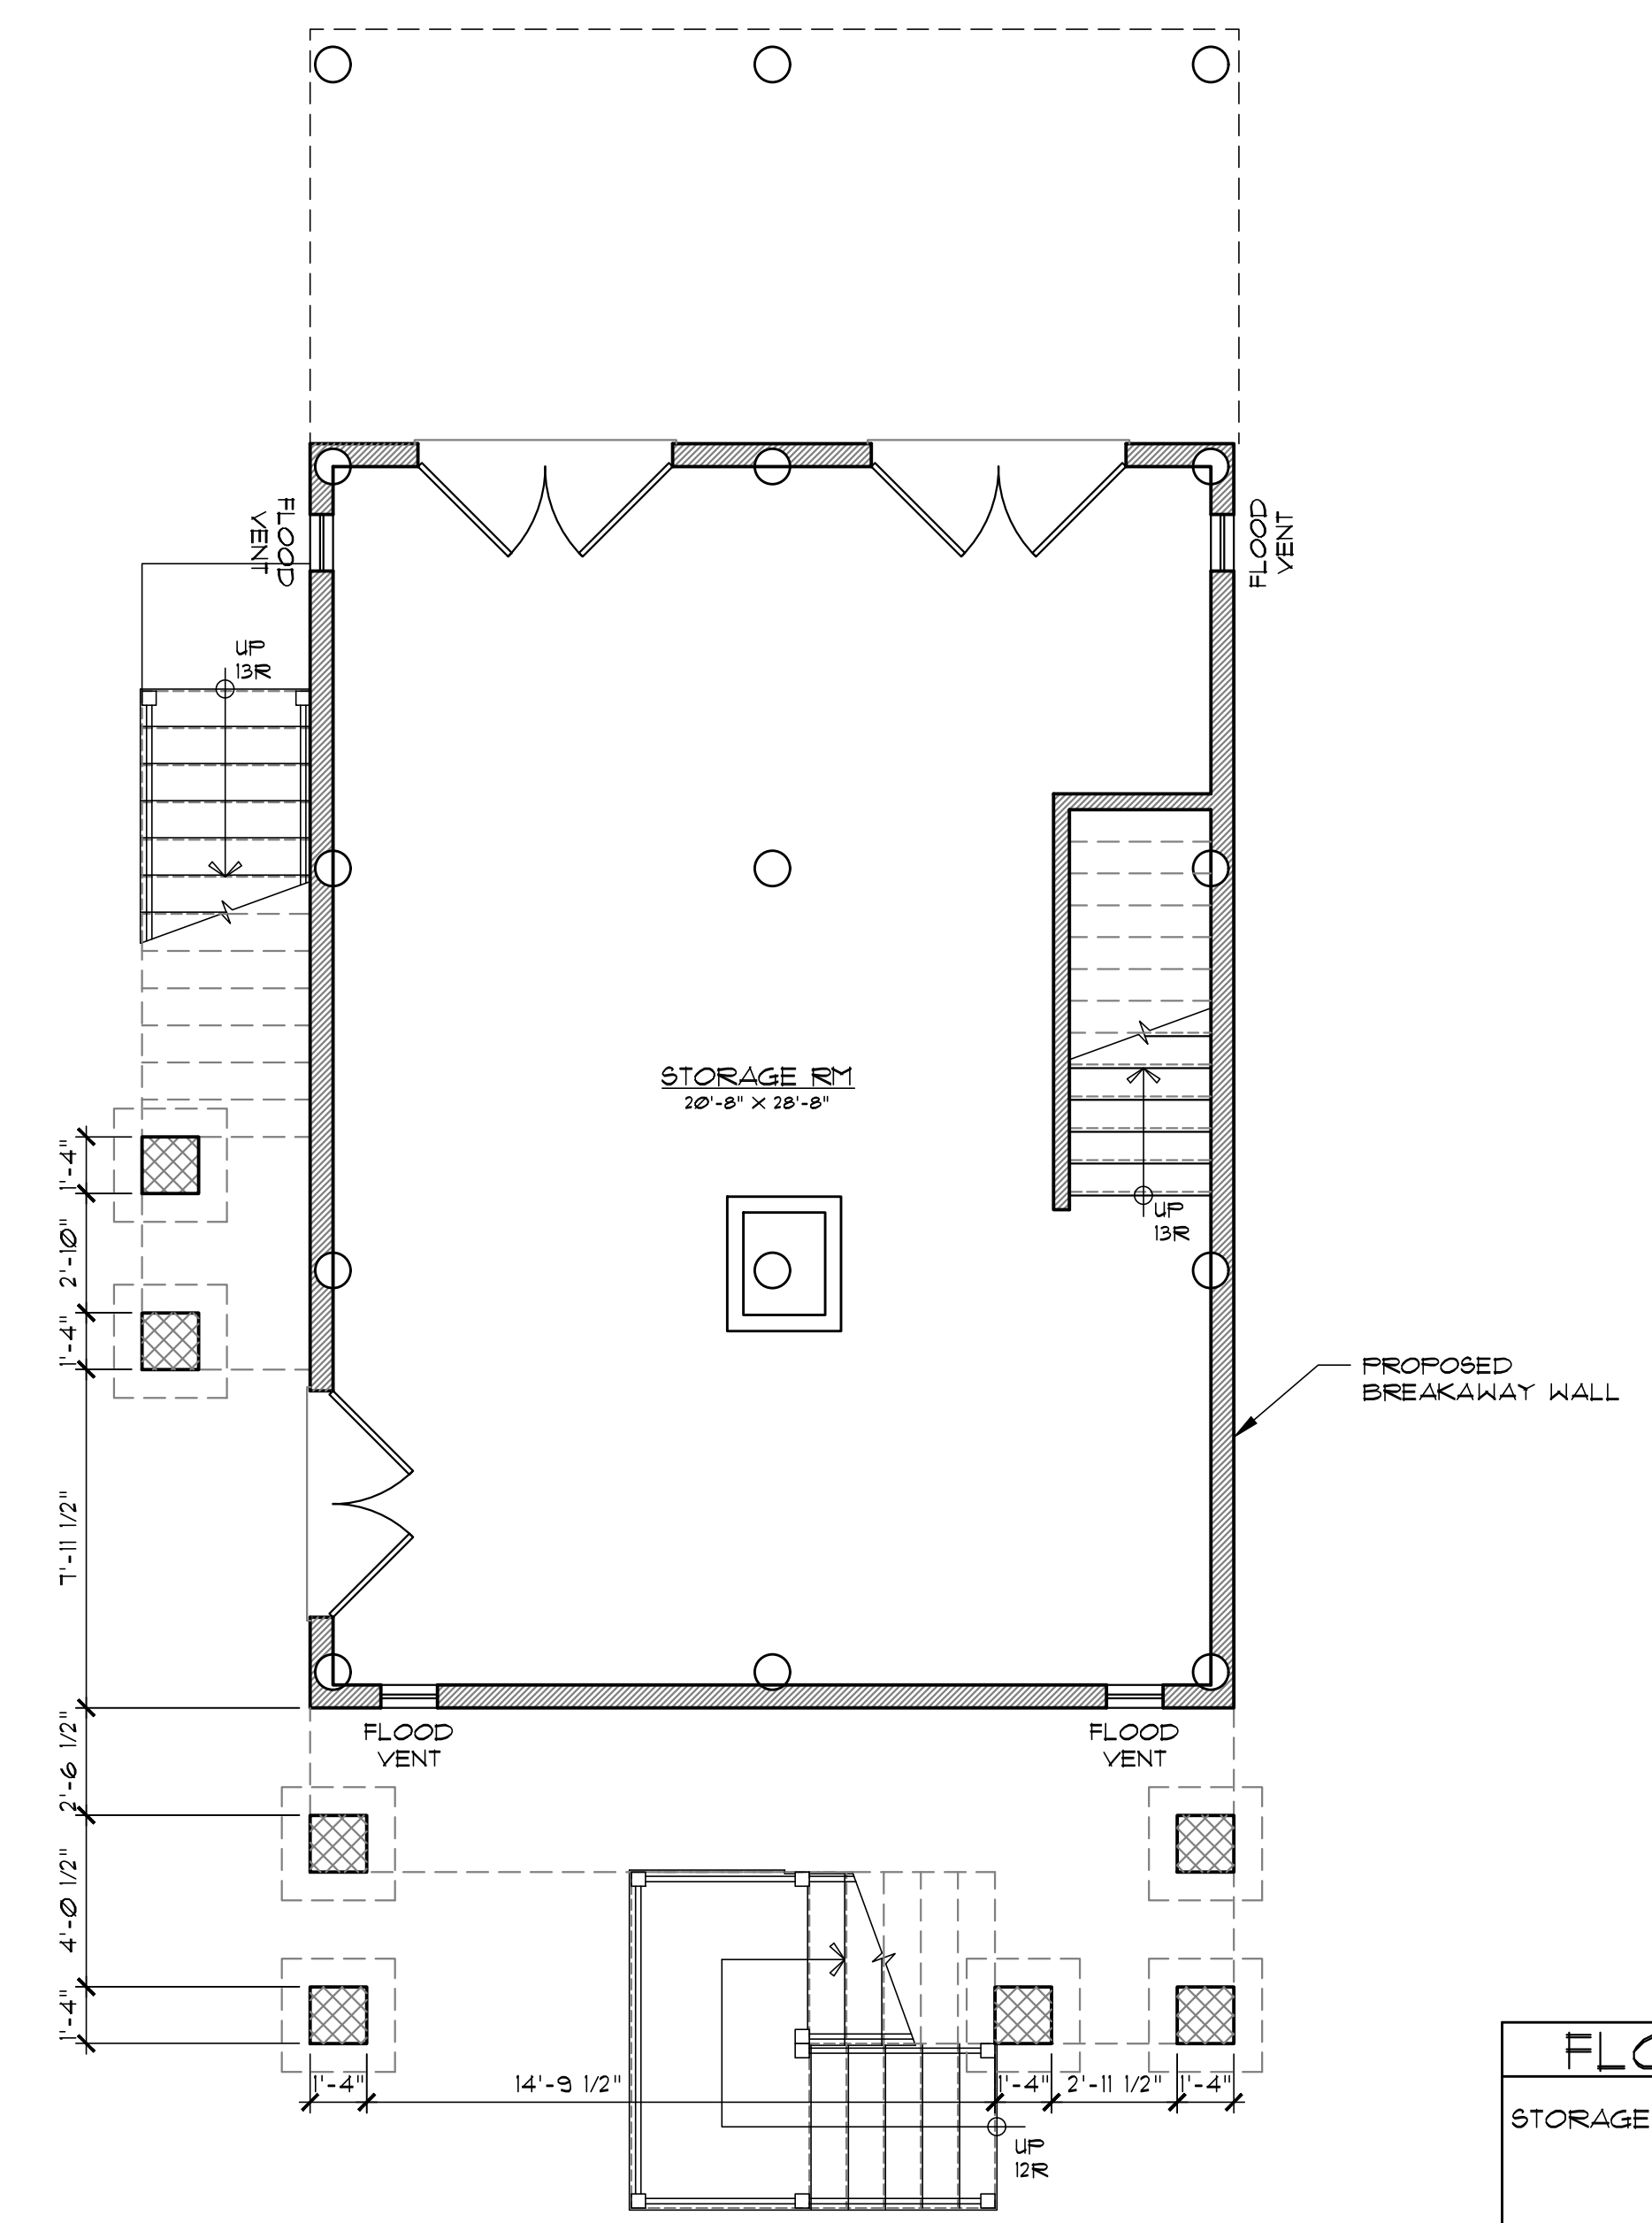 FLOOD
VENT
FLOOD
VENT
UP
13R
STORAGE RM
20'-8" X 28'-8"
UP
13R
1'-4"
2'-10"
1'-4"
7'-11 1/2"
2'-6 1/2"
4'-0 1/2"
1'-4"
PROPOSED
BREAKAWAY WALL
FLOOD
VENT
FLOOD
VENT
1'-4"
14'-9 1/2"
1'-4"
2'-11 1/2"
1'-4"
UP
12R
STORAGE